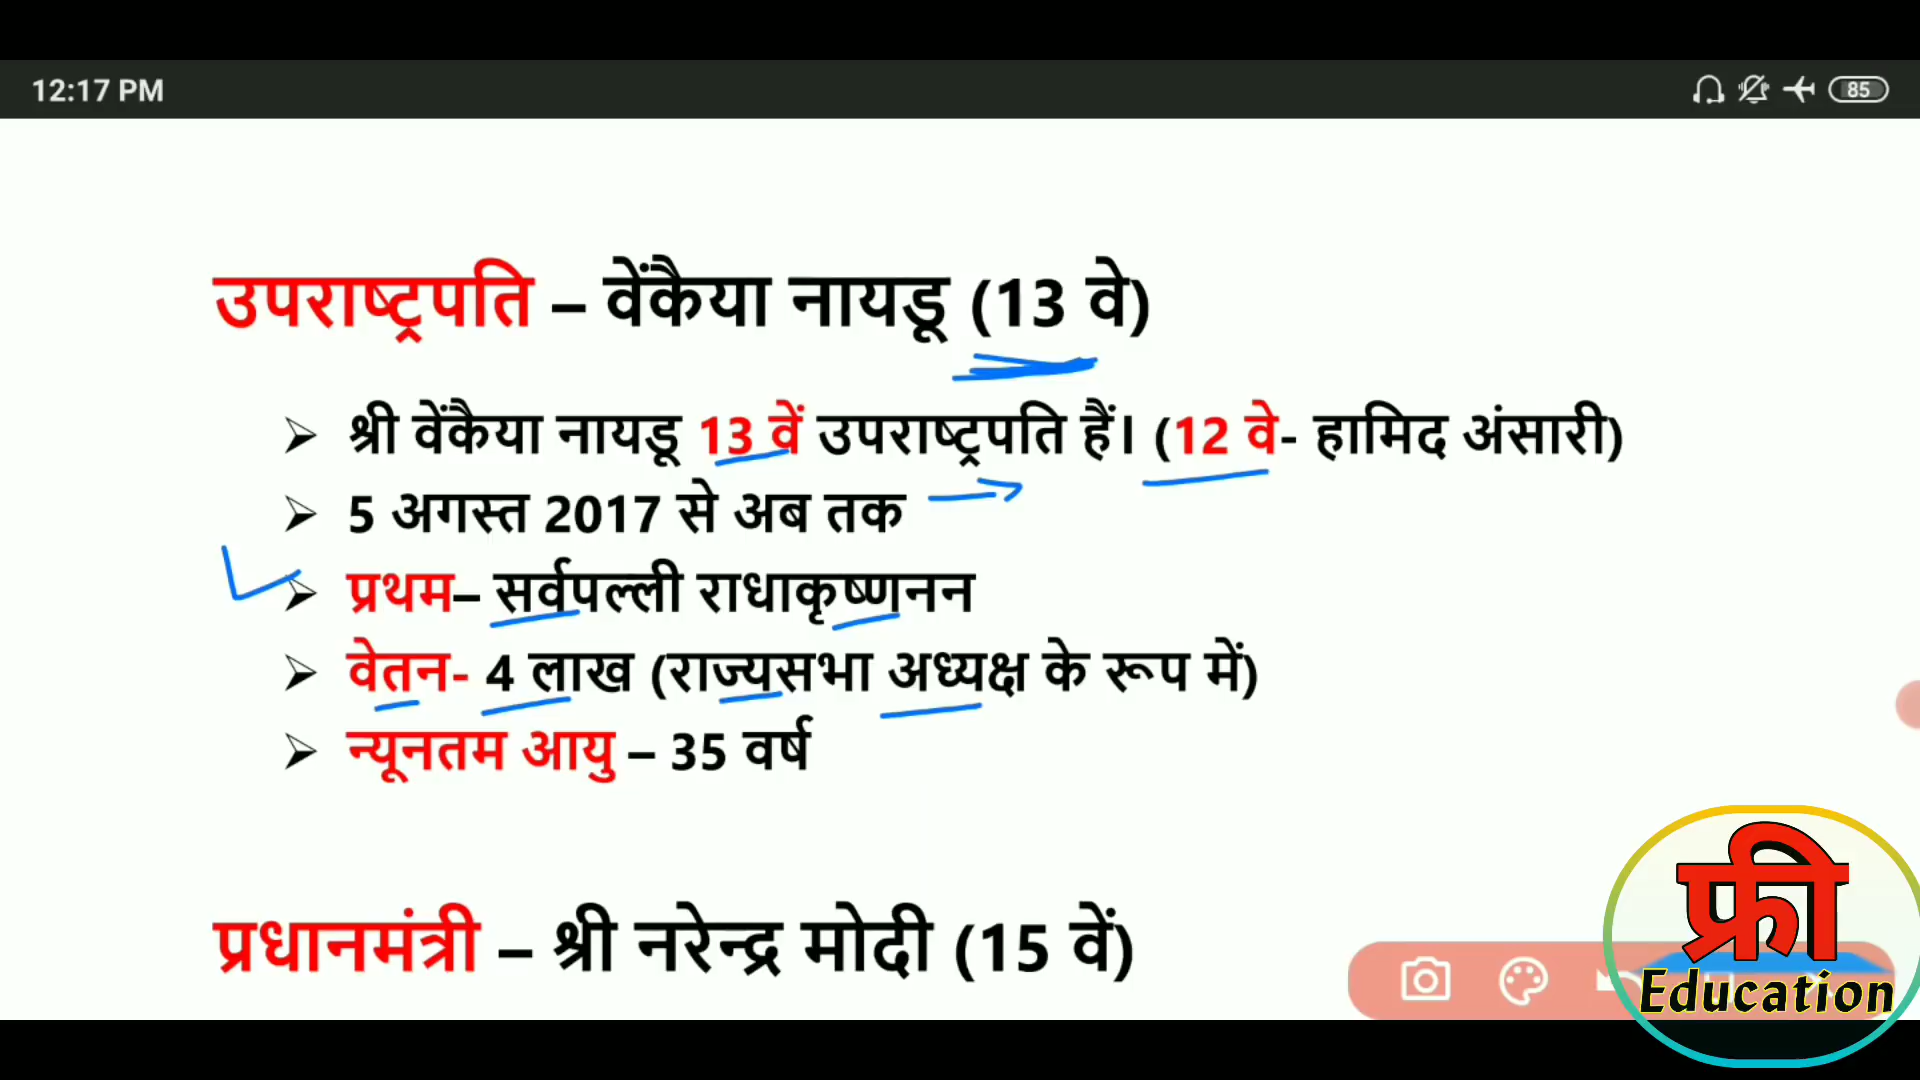 12:17 PM
85
उपराष्ट्रपति – वेंकैया नायडू (13 वे)
➢ श्री वेंकैया नायडू 13 वें उपराष्ट्रपति हैं। (12 वे- हामिद अंसारी)
➢ 5 अगस्त 2017 से अब तक
➢ प्रथम– सर्वपल्ली राधाकृष्णनन
➢ वेतन- 4 लाख (राज्यसभा अध्यक्ष के रूप में)
➢ न्यूनतम आयु – 35 वर्ष
प्रधानमंत्री – श्री नरेन्द्र मोदी (15 वें)
फ्री
Education